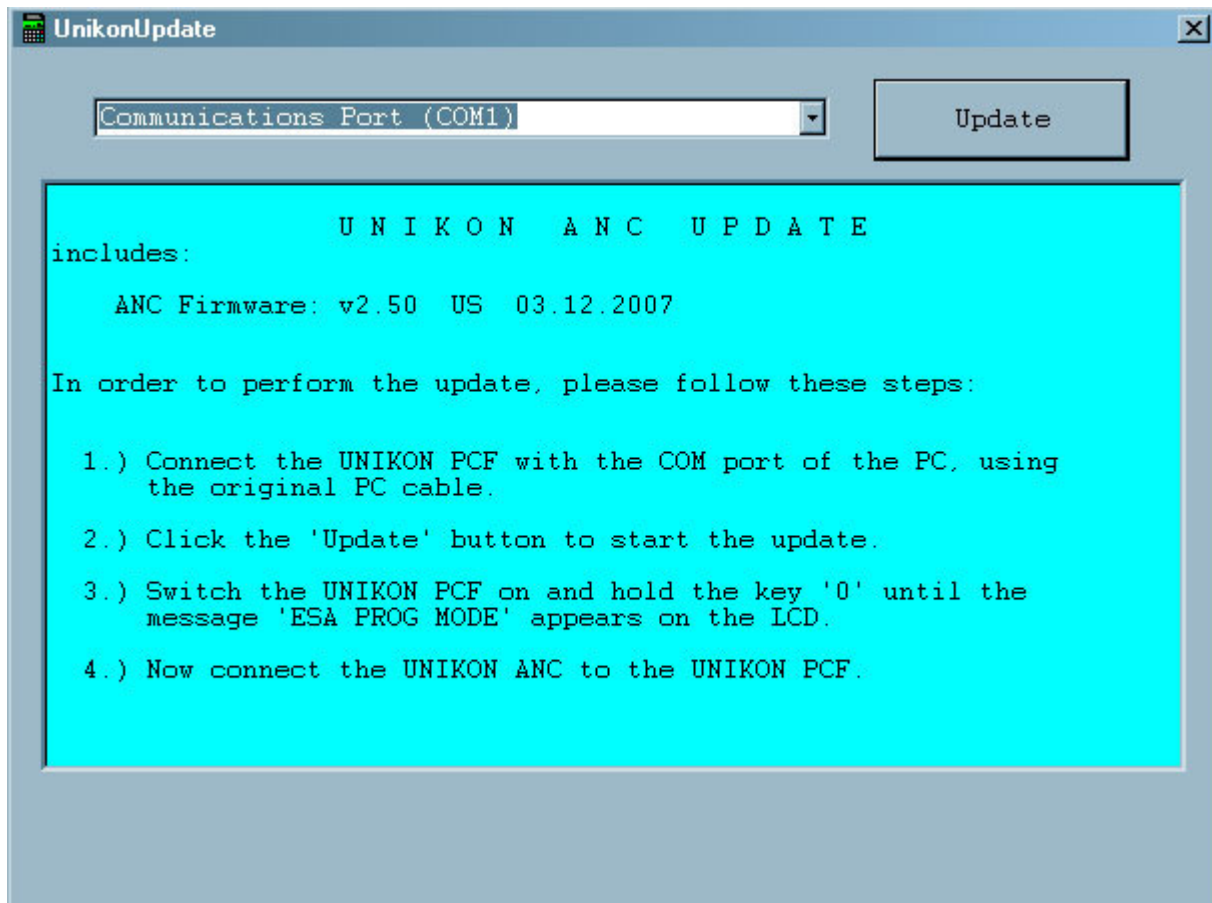 UnikonUpdate
Communications Port (COM1)
Update
U N I K O N A N C U P D A T E
includes:
ANC Firmware: v2.50 US 03.12.2007
In order to perform the update, please follow these steps:
1.) Connect the UNIKON PCF with the COM port of the PC, using
the original PC cable.
2.) Click the 'Update' button to start the update.
3.) Switch the UNIKON PCF on and hold the key '0' until the
message 'ESA PROG MODE' appears on the LCD.
4.) Now connect the UNIKON ANC to the UNIKON PCF.